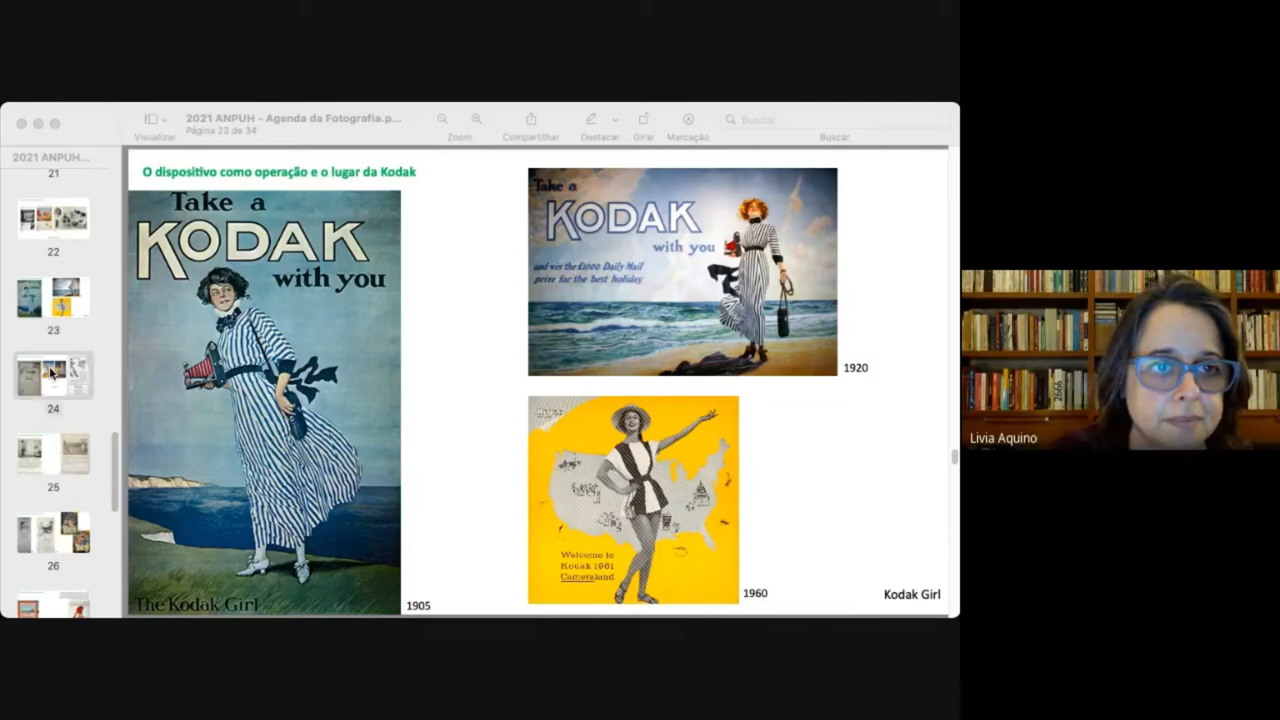 2021 ANPUH – Agenda da Fotografia.p...
Página 23 de 34
Visualizar
Zoom
Compartilhar
Destacar
Girar
Marcação
Buscar
Buscar
2021 ANPUH...
21
22
23
24
25
26
O dispositivo como operação e o lugar da Kodak
Take a
KODAK
with you
The Kodak Girl
1905
Take a
KODAK
with you
and win the £1000 Daily Mail
prize for the best holiday
1920
Welcome to
Kodak 1961
Cameraland
1960
Kodak Girl
2666
Livia Aquino